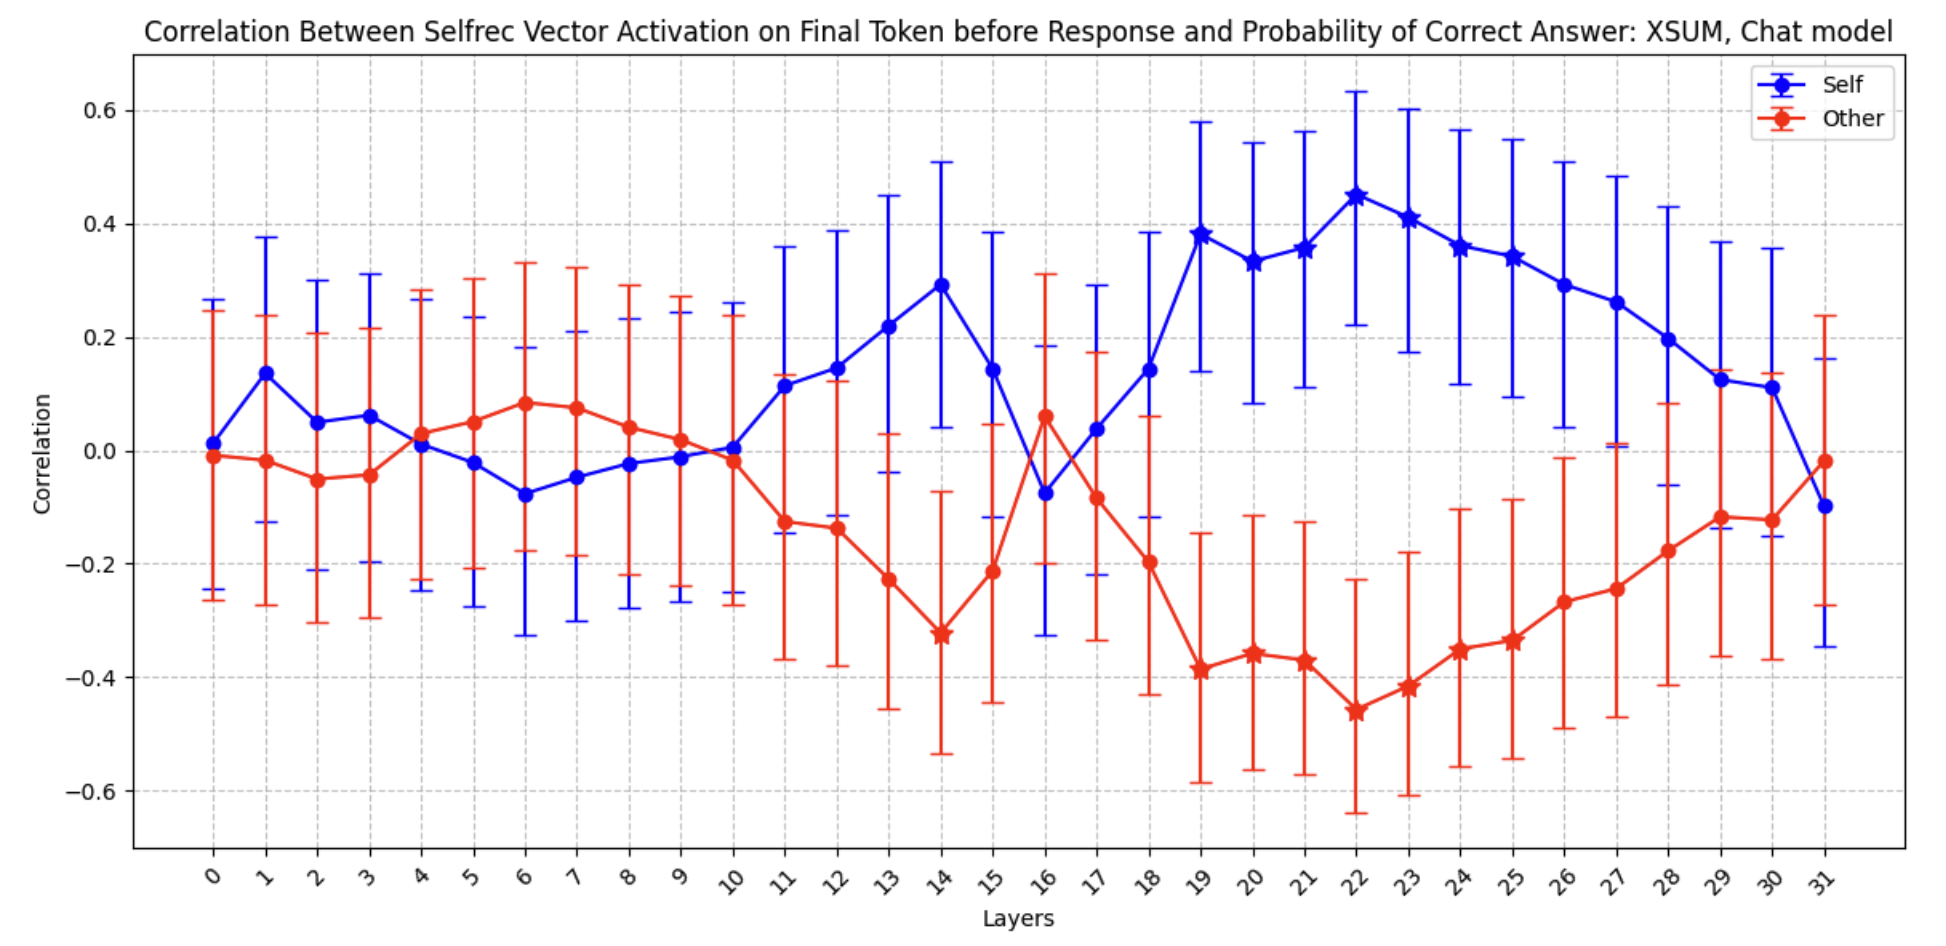 Correlation Between Selfrec Vector Activation on Final Token before Response and Probability of Correct Answer: XSUM, Chat model
Self
Other
0.6
0.4
0.2
0.0
−0.2
−0.4
−0.6
Correlation
0 1 2 3 4 5 6 7 8 9 10 11 12 13 14 15 16 17 18 19 20 21 22 23 24 25 26 27 28 29 30 31
Layers